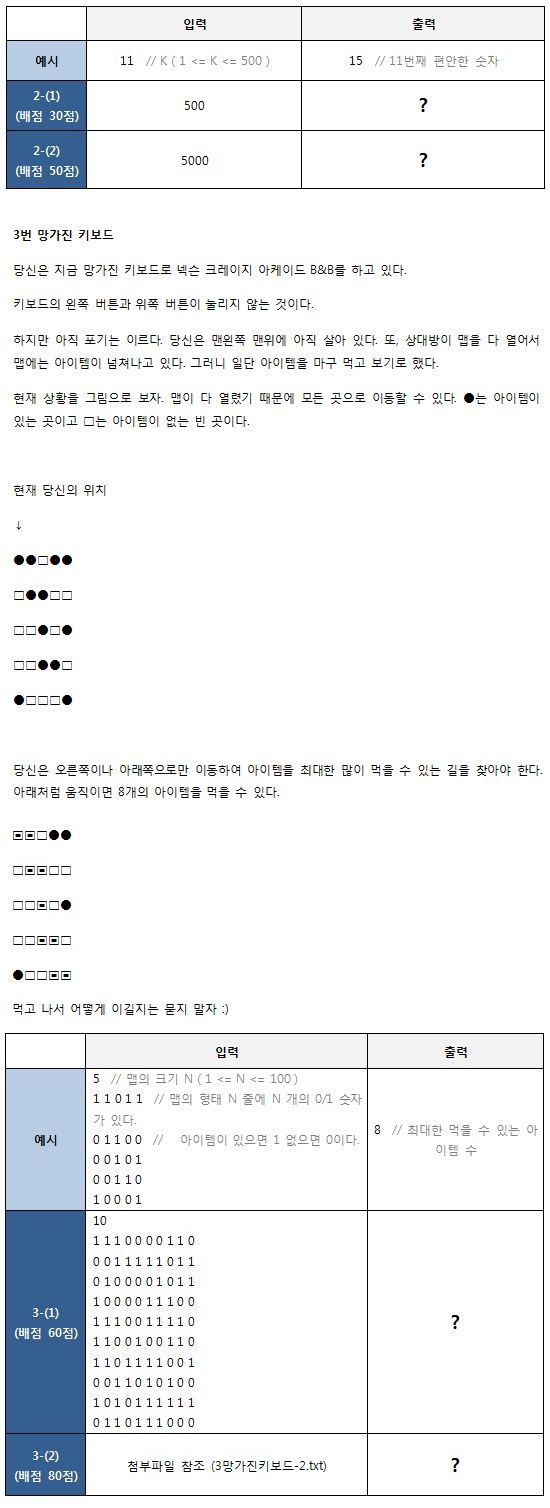 입력 출력
예시 11 // K ( 1 <= K <= 500 ) 15 // 11번째 편안한 숫자
2-(1)
(배점 30점) 500 ?
2-(2)
(배점 50점) 5000 ?
3번 망가진 키보드
당신은 지금 망가진 키보드로 넥슨 크레이지 아케이드 B&B를 하고 있다.
키보드의 왼쪽 버튼과 위쪽 버튼이 눌리지 않는 것이다.
하지만 아직 포기는 이르다. 당신은 맨왼쪽 맨위에 아직 살아 있다. 또, 상대방이 맵을 다 열어서
맵에는 아이템이 넘쳐나고 있다. 그러니 일단 아이템을 마구 먹고 보기로 했다.
현재 상황을 그림으로 보자. 맵이 다 열렸기 때문에 모든 곳으로 이동할 수 있다. ●는 아이템이
있는 곳이고 □는 아이템이 없는 빈 곳이다.
현재 당신의 위치
↓
●●□●●
□●●□□
□□●□●
□□●●□
●□□□●
당신은 오른쪽이나 아래쪽으로만 이동하여 아이템을 최대한 많이 먹을 수 있는 길을 찾아야 한다.
아래처럼 움직이면 8개의 아이템을 먹을 수 있다.
▣▣□●●
□▣▣□□
□□▣□●
□□▣▣□
●□□▣▣
먹고 나서 어떻게 이길지는 묻지 말자 :)
입력 출력
예시
5 // 맵의 크기 N ( 1 <= N <= 100 )
1 1 0 1 1 // 맵의 형태 N 줄에 N 개의 0/1 숫자
가 있다.
0 1 1 0 0 // 아이템이 있으면 1 없으면 0이다.
0 0 1 0 1
0 0 1 1 0
1 0 0 0 1
8 // 최대한 먹을 수 있는 아
이템 수
3-(1)
(배점 60점)
10
1 1 1 0 0 0 0 1 1 0
0 0 1 1 1 1 1 0 1 1
0 1 0 0 0 0 1 0 1 1
1 0 0 0 0 1 1 1 0 0
1 1 1 0 0 1 1 1 1 0
1 1 0 0 1 0 0 1 1 0
1 1 0 1 1 1 1 0 0 1
0 0 1 1 0 1 0 1 0 0
1 0 1 0 1 1 1 1 1 1
0 1 1 0 1 1 1 0 0 0
?
3-(2)
(배점 80점) 첨부파일 참조 (3망가진키보드-2.txt) ?